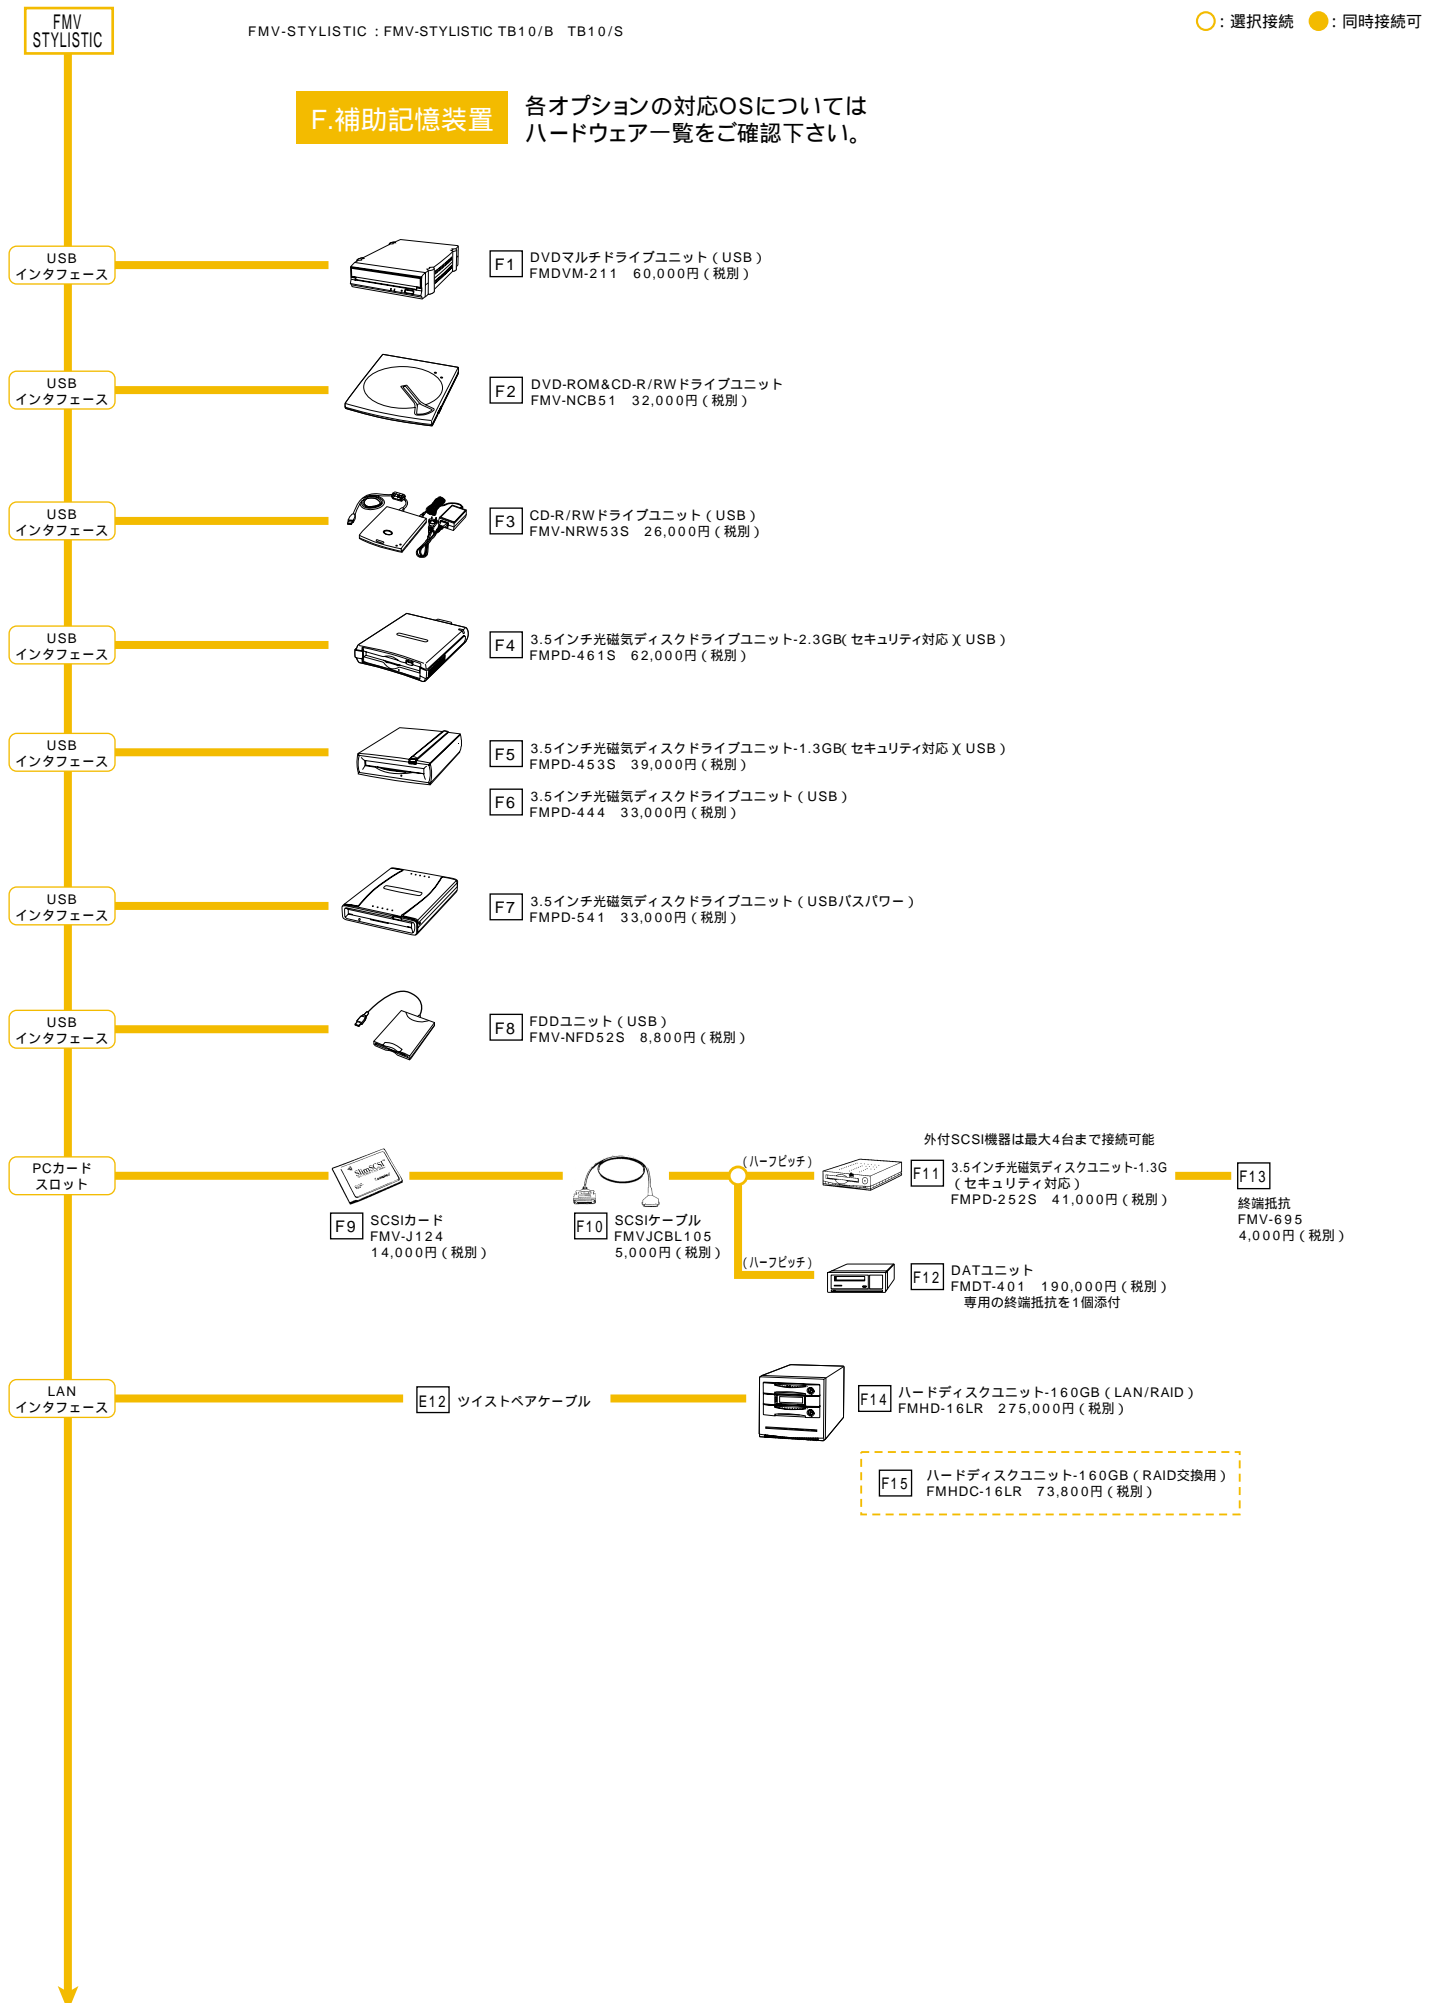 FMV
STYLISTIC
FMV-STYLISTIC：FMV-STYLISTIC TB10/B　TB10/S
○：選択接続　●：同時接続可
F.補助記憶装置
各オプションの対応OSについては
ハードウェア一覧をご確認下さい。
USB
インタフェース
F1
DVDマルチドライブユニット（USB）
FMDVM-211　60,000円（税別）
USB
インタフェース
F2
DVD-ROM&CD-R/RWドライブユニット
FMV-NCB51　32,000円（税別）
USB
インタフェース
F3
CD-R/RWドライブユニット（USB）
FMV-NRW53S　26,000円（税別）
USB
インタフェース
F4
3.5インチ光磁気ディスクドライブユニット-2.3GB（セキュリティ対応）（USB）
FMPD-461S　62,000円（税別）
USB
インタフェース
F5
3.5インチ光磁気ディスクドライブユニット-1.3GB（セキュリティ対応）（USB）
FMPD-453S　39,000円（税別）
F6
3.5インチ光磁気ディスクドライブユニット（USB）
FMPD-444　33,000円（税別）
USB
インタフェース
F7
3.5インチ光磁気ディスクドライブユニット（USBバスパワー）
FMPD-541　33,000円（税別）
USB
インタフェース
F8
FDDユニット（USB）
FMV-NFD52S　8,800円（税別）
PCカード
スロット
SlimSCSI
F9
SCSIカード
FMV-J124
14,000円（税別）
F10
SCSIケーブル
FMVJCBL105
5,000円（税別）
（ハーフピッチ）
外付SCSI機器は最大4台まで接続可能
F11
3.5インチ光磁気ディスクユニット-1.3G
（セキュリティ対応）
FMPD-252S　41,000円（税別）
F13
終端抵抗
FMV-695
4,000円（税別）
（ハーフピッチ）
F12
DATユニット
FMDT-401　190,000円（税別）
専用の終端抵抗を1個添付
LAN
インタフェース
E12
ツイストペアケーブル
F14
ハードディスクユニット-160GB（LAN/RAID）
FMHD-16LR　275,000円（税別）
F15
ハードディスクユニット-160GB（RAID交換用）
FMHDC-16LR　73,800円（税別）